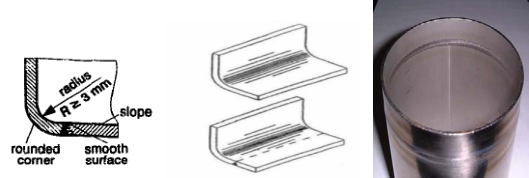 radius
R ≥ 3 mm
slope
rounded
corner
smooth
surface